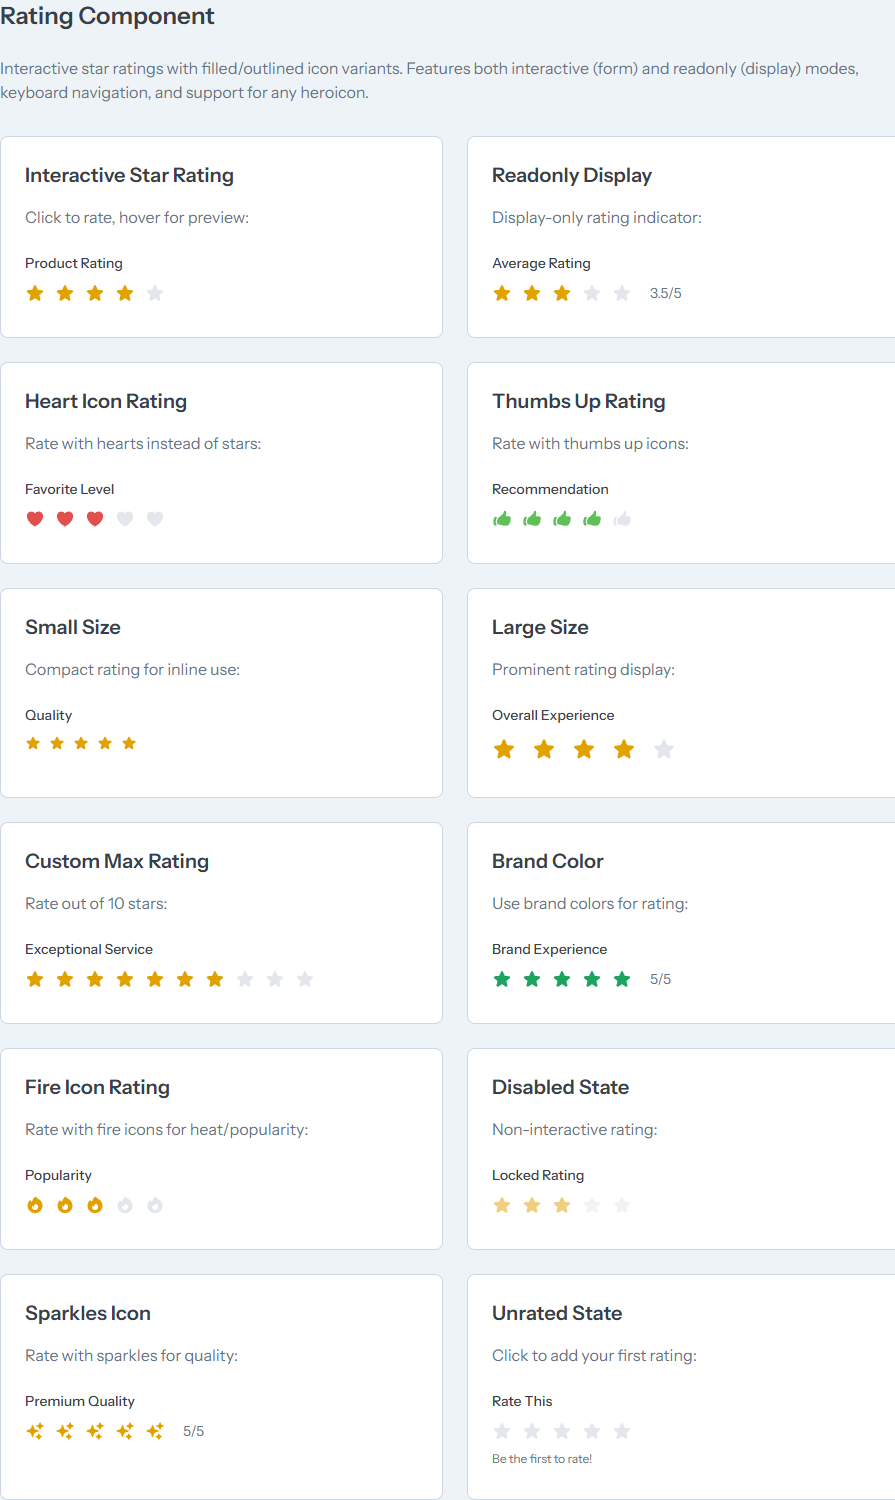 Rating Component
Interactive star ratings with filled/outlined icon variants. Features both interactive (form) and readonly (display) modes,
keyboard navigation, and support for any heroicon.
Interactive Star Rating
Click to rate, hover for preview:
Product Rating
Readonly Display
Display-only rating indicator:
Average Rating
3.5/5
Heart Icon Rating
Rate with hearts instead of stars:
Favorite Level
Thumbs Up Rating
Rate with thumbs up icons:
Recommendation
Small Size
Compact rating for inline use:
Quality
Large Size
Prominent rating display:
Overall Experience
Custom Max Rating
Rate out of 10 stars:
Exceptional Service
Brand Color
Use brand colors for rating:
Brand Experience
5/5
Fire Icon Rating
Rate with fire icons for heat/popularity:
Popularity
Disabled State
Non-interactive rating:
Locked Rating
Sparkles Icon
Rate with sparkles for quality:
Premium Quality
5/5
Unrated State
Click to add your first rating:
Rate This
Be the first to rate!